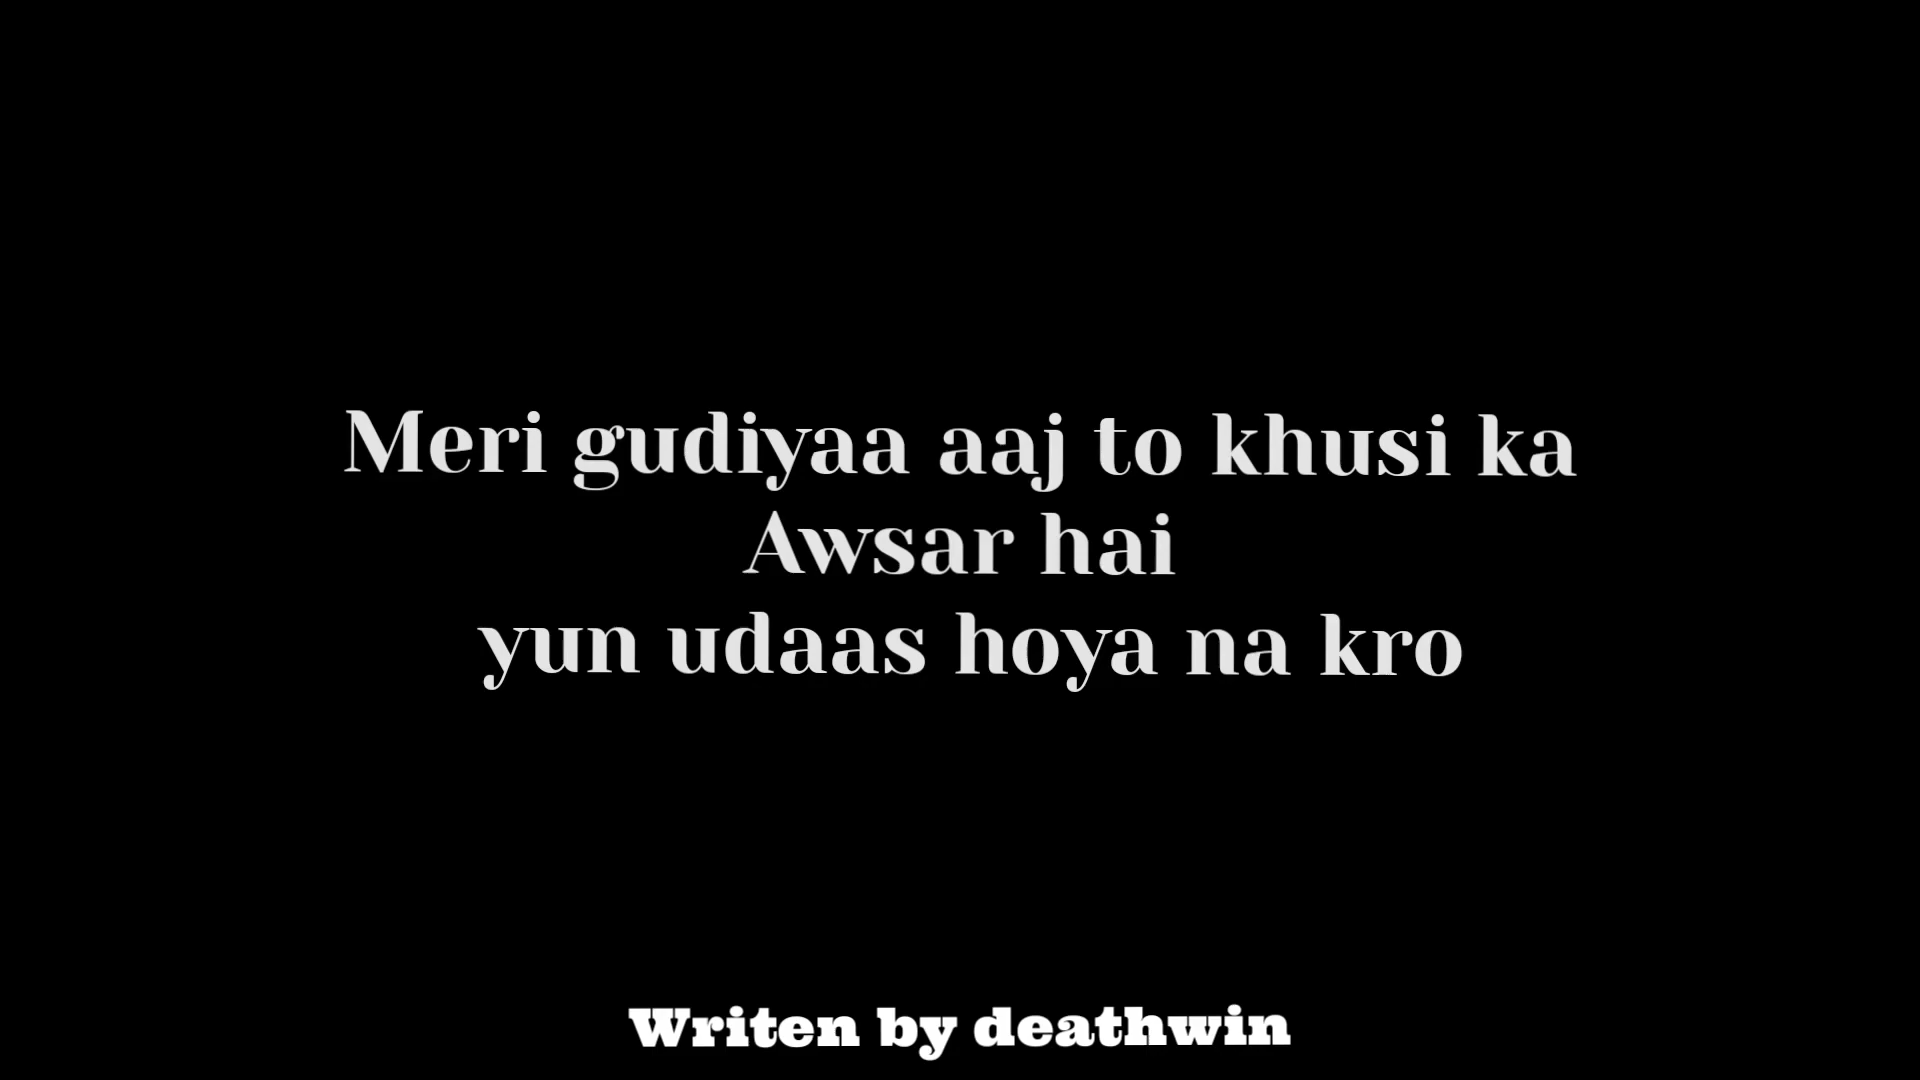 Meri gudiyaa aaj to khusi ka
Awsar hai
yun udaas hoya na kro
Writen by deathwin